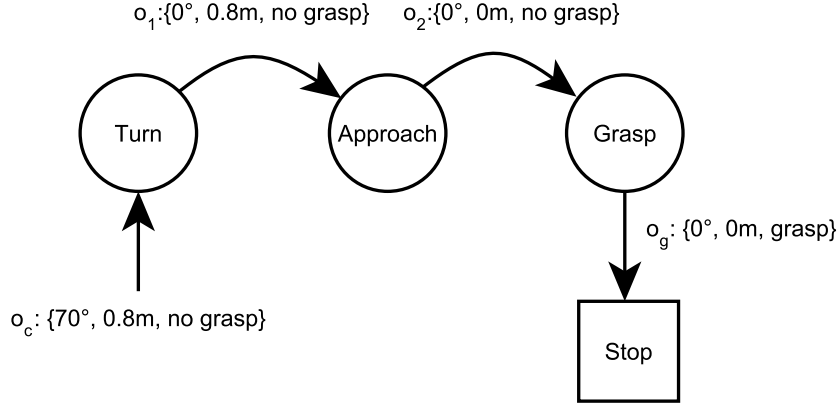 o1:{0°, 0.8m, no grasp}
o2:{0°, 0m, no grasp}
Turn
Approach
Grasp
og: {0°, 0m, grasp}
oc: {70°, 0.8m, no grasp}
Stop